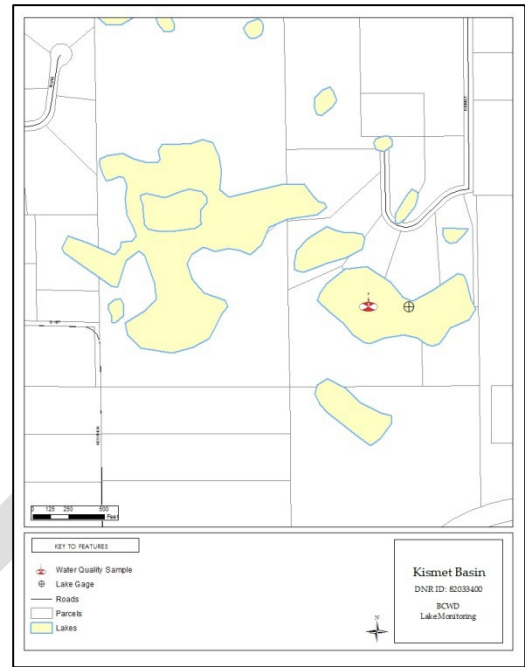 0 125 250 500
Feet
KEY TO FEATURES
Water Quality Sample
Lake Gage
Roads
Parcels
Lakes
N
Kismet Basin
DNR ID: 82033400
BCWD
Lake Monitoring